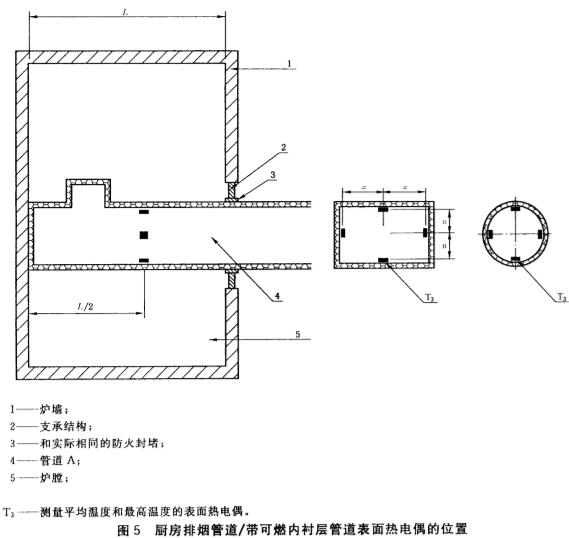 L
1
2
3
L/2
4
5
= =
=
=
T₃
T₃
1——炉墙；
2——支承结构；
3——和实际相同的防火封堵；
4——管道 A；
5——炉膛；
T₃——测量平均温度和最高温度的表面热电偶。
图 5 厨房排烟管道/带可燃内衬层管道表面热电偶的位置